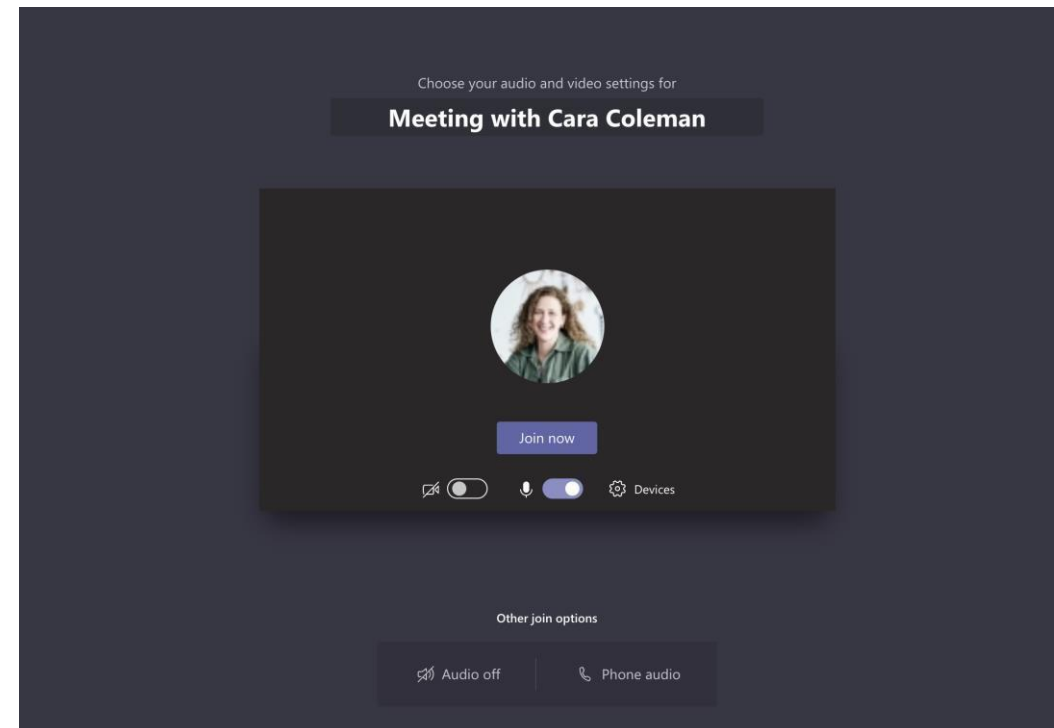 Choose your audio and video settings for
Meeting with Cara Coleman
Join now
Devices
Other join options
Audio off
Phone audio